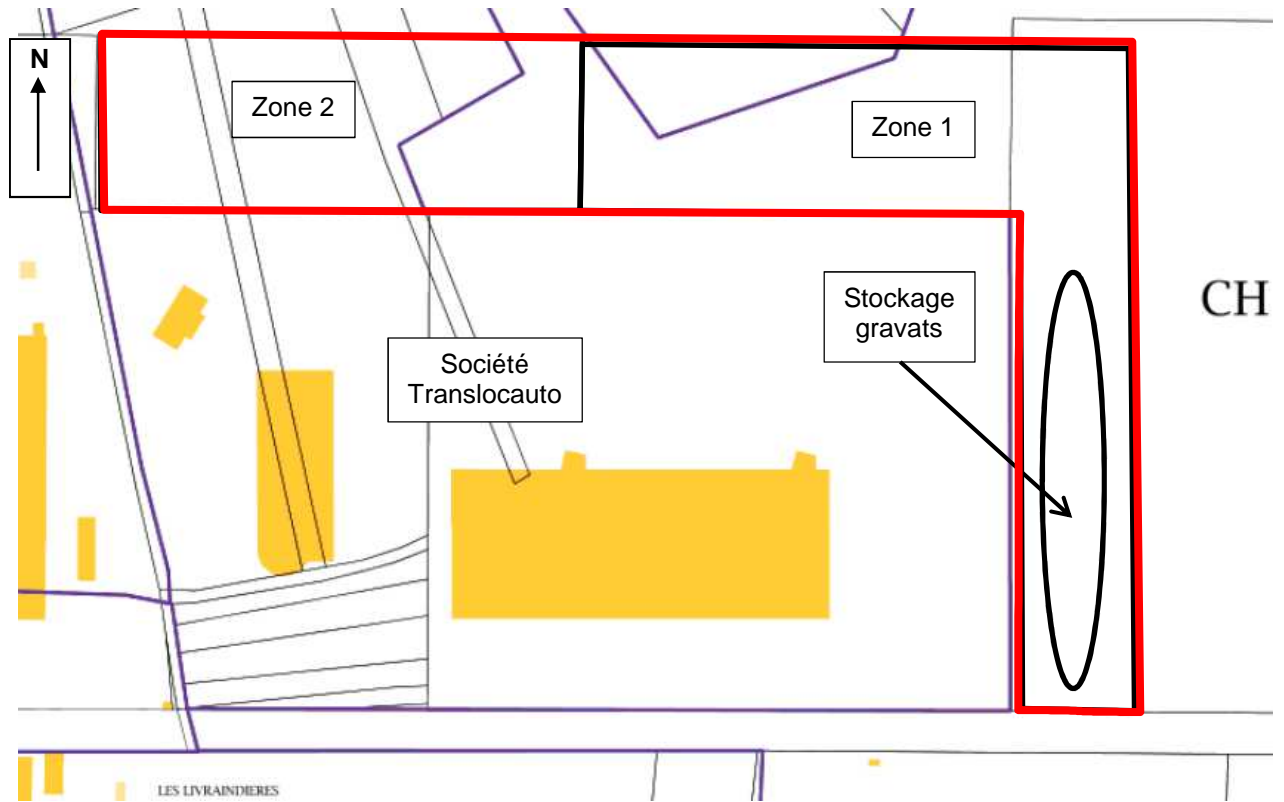 N
Zone 2
Zone 1
Stockage
gravats
CH
Société
Translocauto
LES LIVRAINDIERES